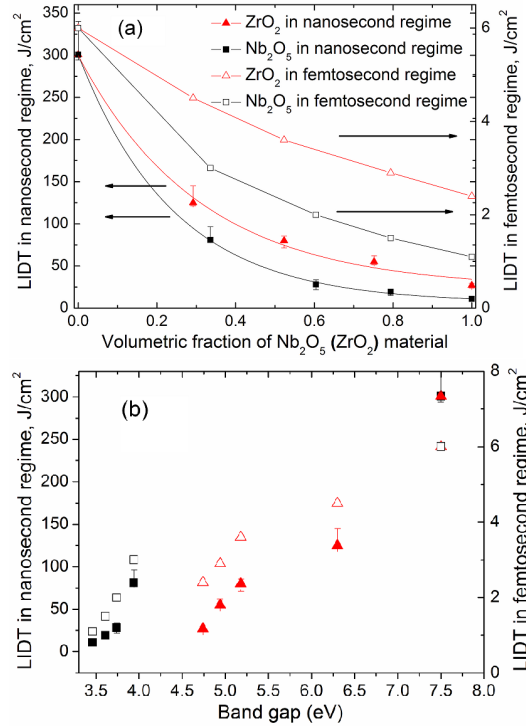 (a)
ZrO2 in nanosecond regime
Nb2O5 in nanosecond regime
ZrO2 in femtosecond regime
Nb2O5 in femtosecond regime
LIDT in nanosecond regime, J/cm2
350
300
250
200
150
100
50
0
LIDT in femtosecond regime, J/cm2
6
4
2
0
0.0 0.2 0.4 0.6 0.8 1.0
Volumetric fraction of Nb2O5 (ZrO2) material
(b)
LIDT in nanosecond regime, J/cm2
300
250
200
150
100
50
0
LIDT in femtosecond regime, J/cm2
8
6
4
2
0
3.5 4.0 4.5 5.0 5.5 6.0 6.5 7.0 7.5 8.0
Band gap (eV)